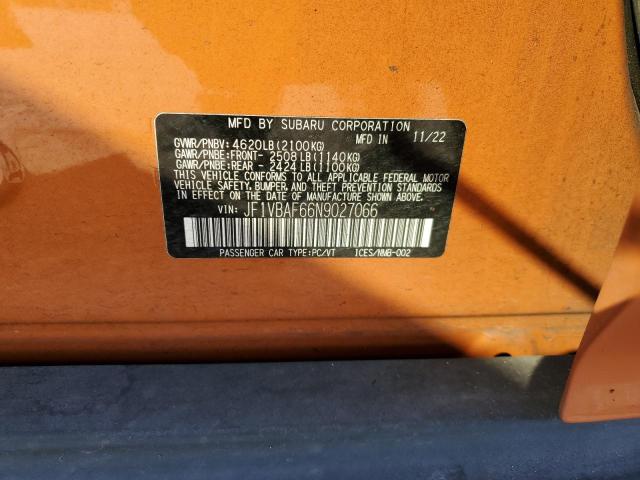 MFD BY SUBARU CORPORATION
GVWR/PNBV: 4620LB(2100KG) MFD IN 11/22
GAWR/PNBE:FRONT- 2508LB(1140KG)
GAWR/PNBE:REAR - 2424LB(1100KG)
THIS VEHICLE CONFORMS TO ALL APPLICABLE FEDERAL MOTOR
VEHICLE SAFETY, BUMPER, AND THEFT PREVENTION STANDARDS
IN EFFECT ON THE DATE OF MANUFACTURE SHOWN ABOVE.
VIN: JF1VBAF66N9027066
PASSENGER CAR TYPE:PC/VT ICES/NMB-002